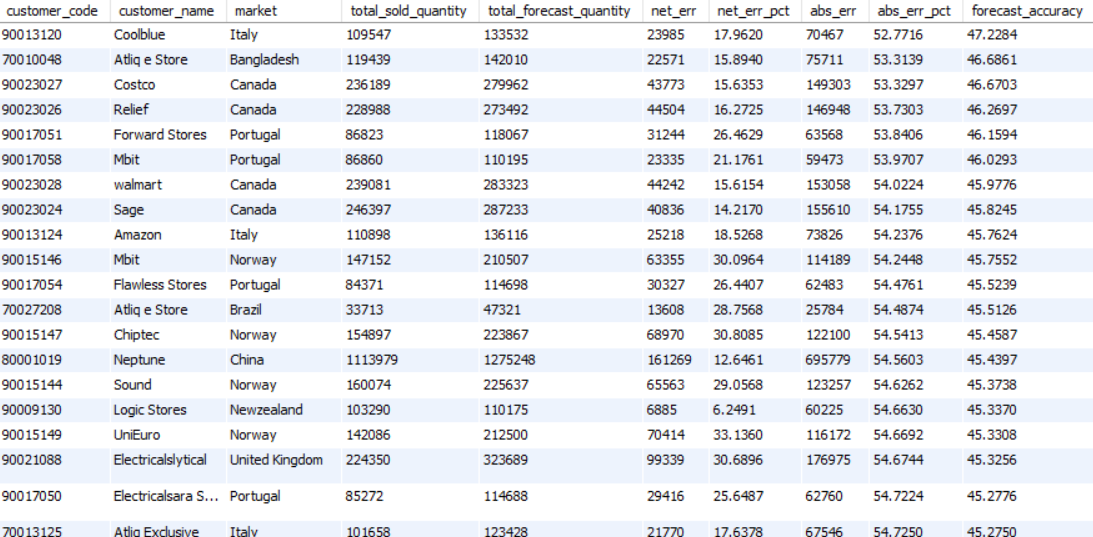 customer_code customer_name market total_sold_quantity total_forecast_quantity net_err net_err_pct abs_err abs_err_pct forecast_accuracy
90013120 Coolblue Italy 109547 133532 23985 17.9620 70467 52.7716 47.2284
70010048 Atliq e Store Bangladesh 119439 142010 22571 15.8940 75711 53.3139 46.6861
90023027 Costco Canada 236189 279962 43773 15.6353 149303 53.3297 46.6703
90023026 Relief Canada 228988 273492 44504 16.2725 146948 53.7303 46.2697
90017051 Forward Stores Portugal 86823 118067 31244 26.4629 63568 53.8406 46.1594
90017058 Mbit Portugal 86860 110195 23335 21.1761 59473 53.9707 46.0293
90023028 walmart Canada 239081 283323 44242 15.6154 153058 54.0224 45.9776
90023024 Sage Canada 246397 287233 40836 14.2170 155610 54.1755 45.8245
90013124 Amazon Italy 110898 136116 25218 18.5268 73826 54.2376 45.7624
90015146 Mbit Norway 147152 210507 63355 30.0964 114189 54.2448 45.7552
90017054 Flawless Stores Portugal 84371 114698 30327 26.4407 62483 54.4761 45.5239
70027208 Atliq e Store Brazil 33713 47321 13608 28.7568 25784 54.4874 45.5126
90015147 Chiptec Norway 154897 223867 68970 30.8085 122100 54.5413 45.4587
80001019 Neptune China 1113979 1275248 161269 12.6461 695779 54.5603 45.4397
90015144 Sound Norway 160074 225637 65563 29.0568 123257 54.6262 45.3738
90009130 Logic Stores Newzealand 103290 110175 6885 6.2491 60225 54.6630 45.3370
90015149 UniEuro Norway 142086 212500 70414 33.1360 116172 54.6692 45.3308
90021088 Electricalslytical United Kingdom 224350 323689 99339 30.6896 176975 54.6744 45.3256
90017050 Electricalsara S... Portugal 85272 114688 29416 25.6487 62760 54.7224 45.2776
70013125 Atliq Exclusive Italy 101658 123428 21770 17.6378 67546 54.7250 45.2750